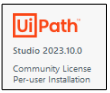 UiPath
Studio 2023.10.0
Community License
Per-user Installation